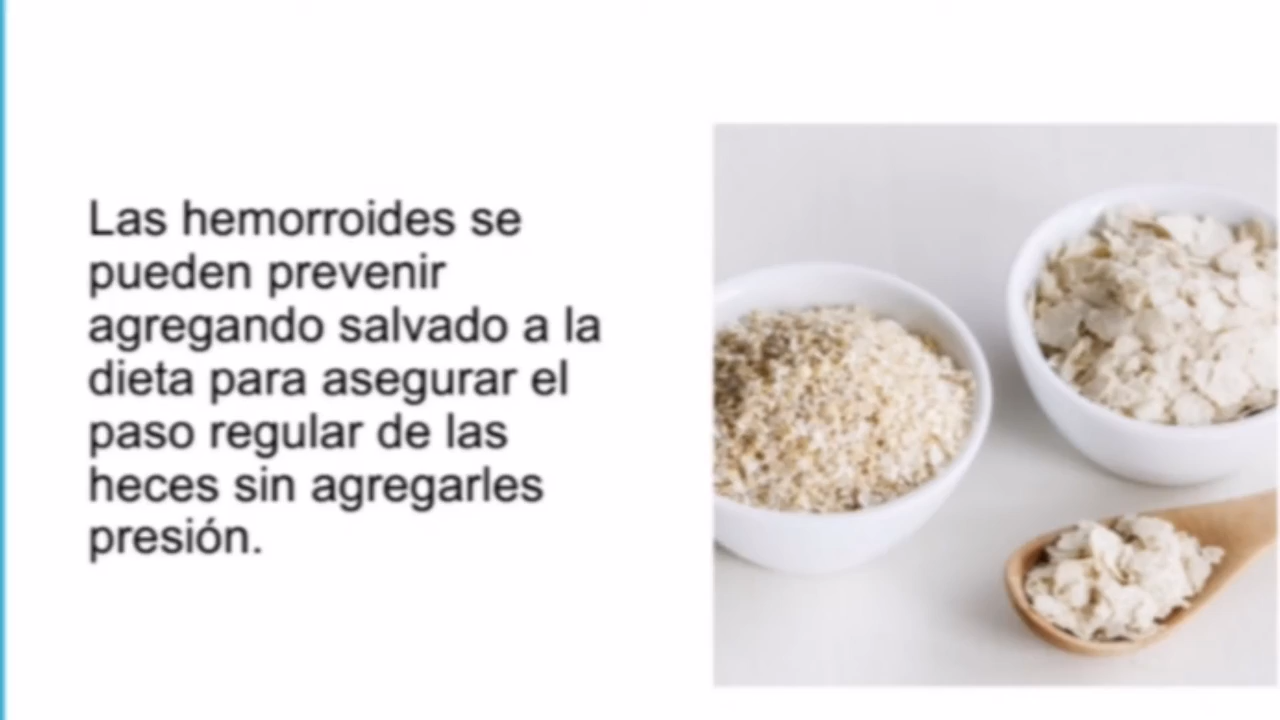 Las hemorroides se
pueden prevenir
agregando salvado a la
dieta para asegurar el
paso regular de las
heces sin agregarles
presión.